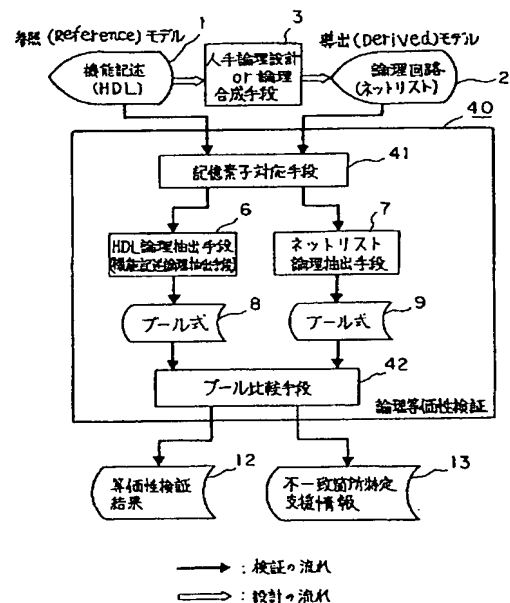 参照(Reference)モデル
1
3
導出(Derived)モデル
機能記述
(HDL)
人手論理設計
or 論理
合成手段
論理回路
(ネットリスト)
2
40
記憶素子対応手段
41
6
7
HDL論理抽出手段
(機能記述論理抽出手段)
ネットリスト
論理抽出手段
8
9
ブール式
ブール式
42
ブール比較手段
論理等価性検証
12
13
等価性検証
結果
不一致箇所特定
支援情報
:検証の流れ
:設計の流れ